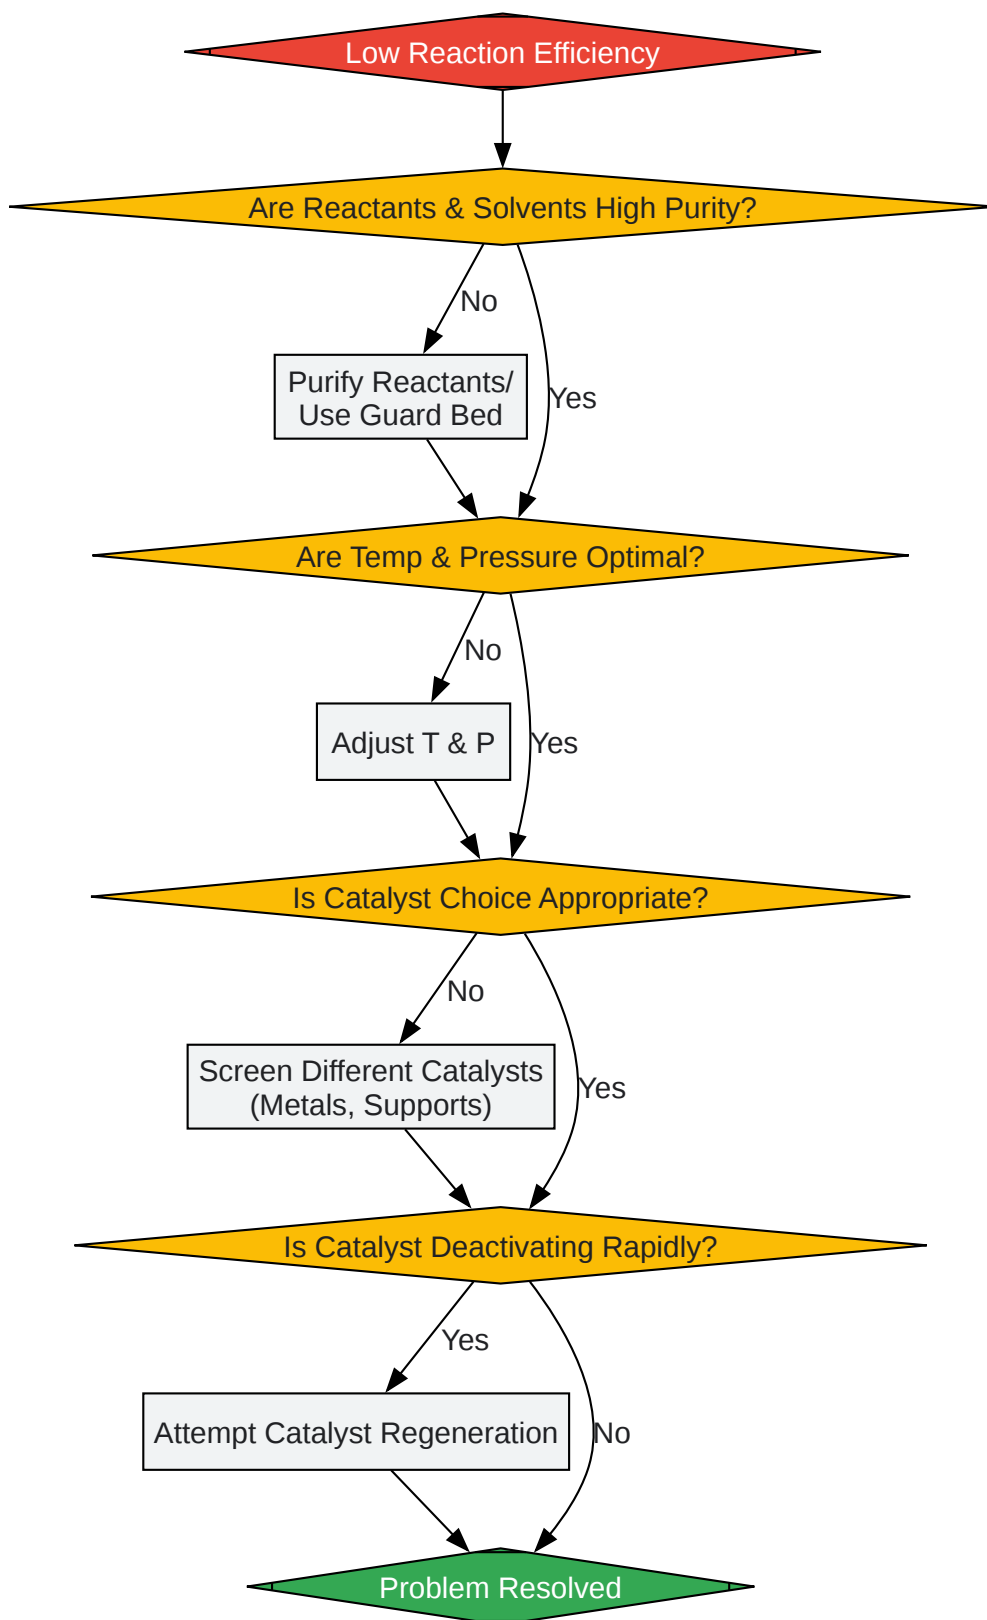 Low Reaction Efficiency
Are Reactants & Solvents High Purity?
No
Purify Reactants/
Use Guard Bed
Yes
Are Temp & Pressure Optimal?
No
Adjust T & P
Yes
Is Catalyst Choice Appropriate?
No
Screen Different Catalysts
(Metals, Supports)
Yes
Is Catalyst Deactivating Rapidly?
Yes
Attempt Catalyst Regeneration
No
Problem Resolved